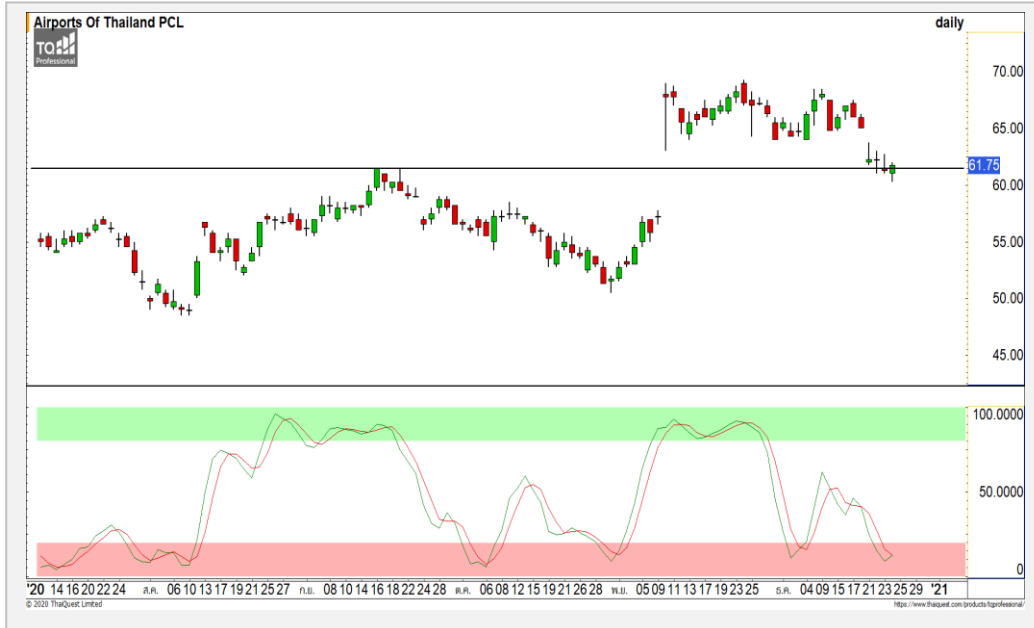 Airports Of Thailand PCL daily
TQ
Professional
70.00
65.00
61.75
60.00
55.00
50.00
45.00
100.0000
50.0000
0
'20 14 16 20 22 24 ส.ค. 06 10 13 17 19 21 25 27 ก.ย. 08 10 14 16 18 22 24 28 ต.ค. 06 08 12 15 19 21 26 28 พ.ย. 05 09 11 13 17 19 23 25 ธ.ค. 04 09 15 17 21 23 25 29 '21
© 2020 ThaiQuest Limited https://www.thaiquest.com/products/tqprofessional/